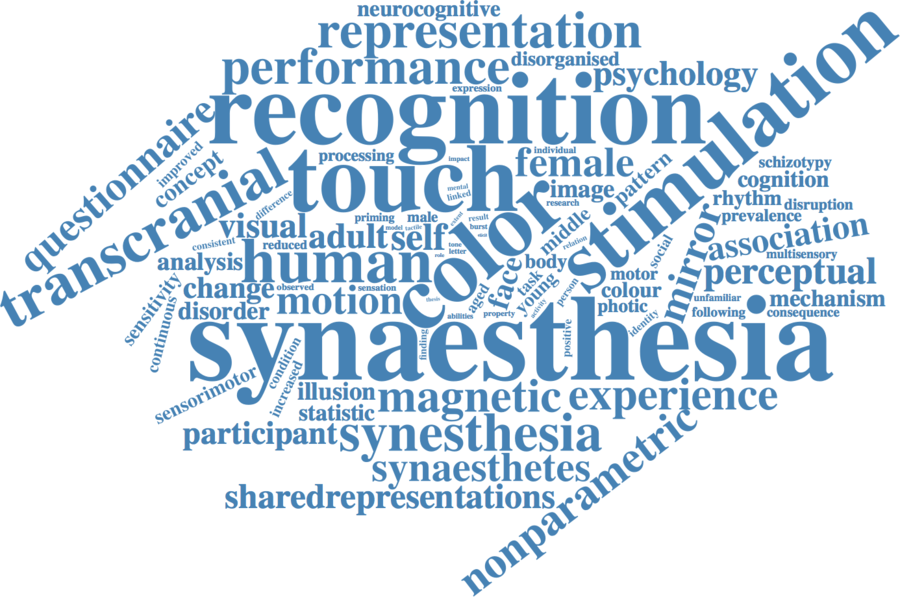 neurocognitive
representation
performance
disorganised
psychology
expression
recognition
stimulation
questionnaire
improved
concept
transcranial
processing
impact
individual
touch
female
mental
linked
image
research
pattern
schizotypy
cognition
rhythm
disruption
prevalence
difference
visual
priming
male
model
tactile
extent
result
burst
color
middle
relation
consistent
reduced
adult
self
tone
letter
role
social
mirror
association
multisensory
analysis
human
face
body
task
young
activity
person
motor
colour
photic
perceptual
unfamiliar
mechanism
following
consequence
sensitivity
continuous
change
observed
sensation
disorder
motion
abilities
aged
property
finding
positive
identity
synaesthesia
condition
increased
sensorimotor
illusion
statistic
magnetic
experience
participant
synesthesia
synaesthetes
sharedrepresentations
nonparametric